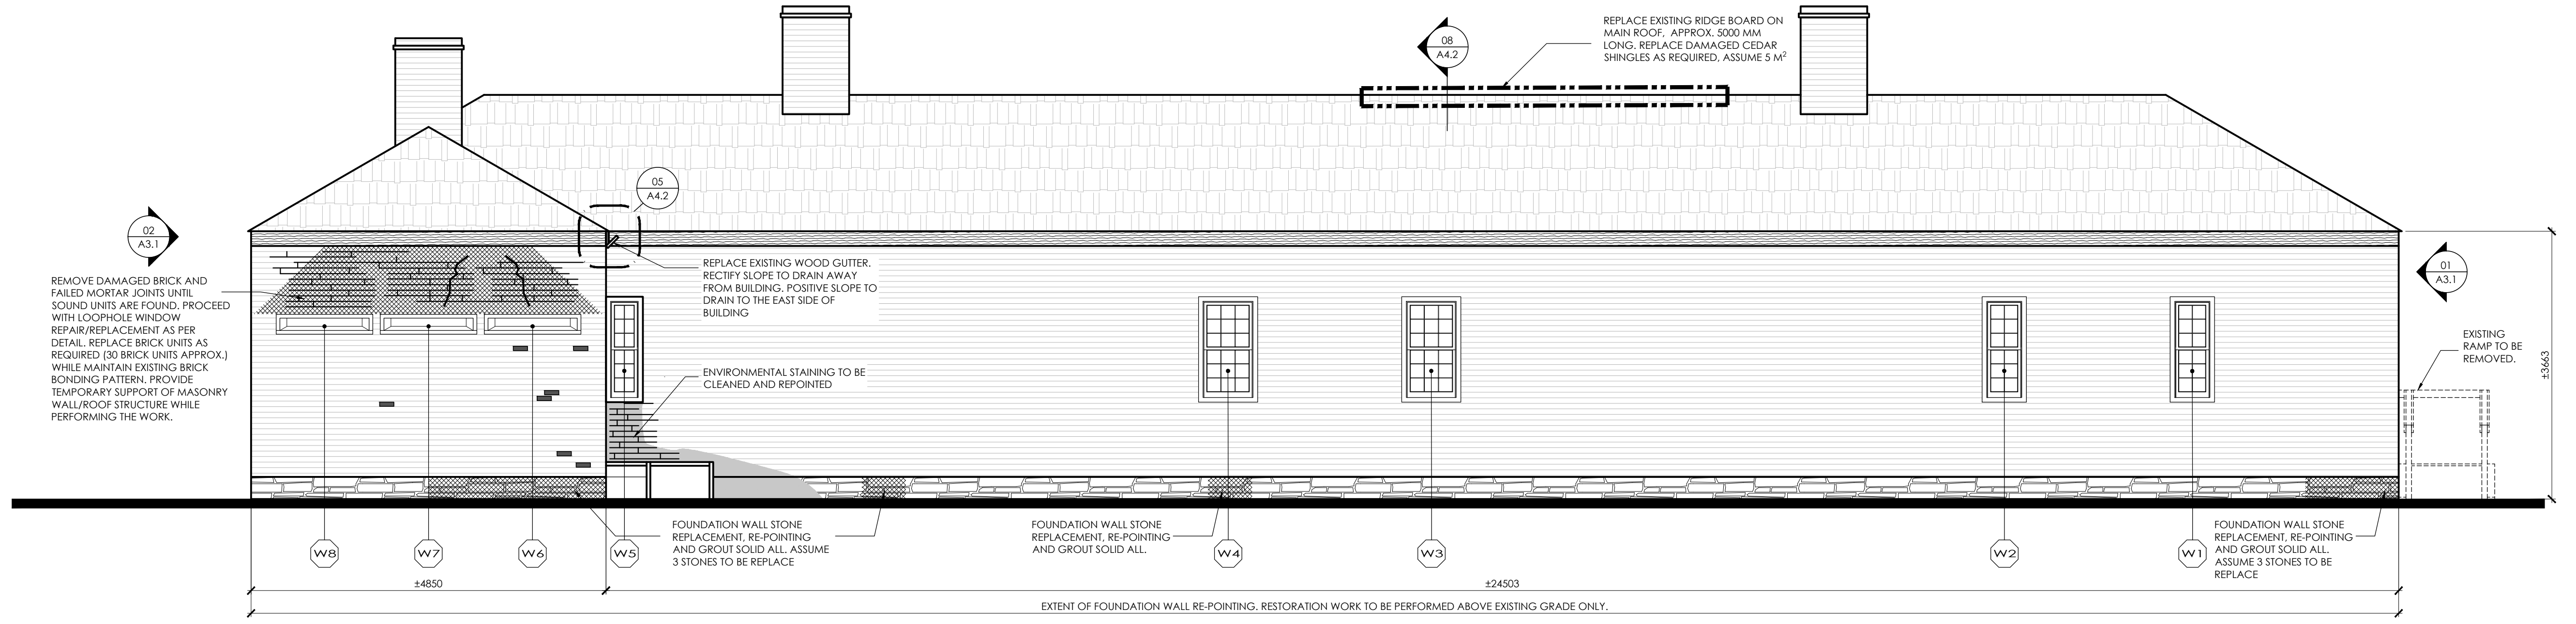 REPLACE EXISTING RIDGE BOARD ON
MAIN ROOF, APPROX. 5000 MM
LONG. REPLACE DAMAGED CEDAR
SHINGLES AS REQUIRED, ASSUME 5 M²
08
A4.2
05
A4.2
02
A3.1
REMOVE DAMAGED BRICK AND
FAILED MORTAR JOINTS UNTIL
SOUND UNITS ARE FOUND. PROCEED
WITH LOOPHOLE WINDOW
REPAIR/REPLACEMENT AS PER
DETAIL. REPLACE BRICK UNITS AS
REQUIRED (30 BRICK UNITS APPROX.)
WHILE MAINTAIN EXISTING BRICK
BONDING PATTERN. PROVIDE
TEMPORARY SUPPORT OF MASONRY
WALL/ROOF STRUCTURE WHILE
PERFORMING THE WORK.
REPLACE EXISTING WOOD GUTTER.
RECTIFY SLOPE TO DRAIN AWAY
FROM BUILDING. POSITIVE SLOPE TO
DRAIN TO THE EAST SIDE OF
BUILDING
ENVIRONMENTAL STAINING TO BE
CLEANED AND REPOINTED
01
A3.1
EXISTING
RAMP TO BE
REMOVED.
±3663
FOUNDATION WALL STONE
REPLACEMENT, RE-POINTING
AND GROUT SOLID ALL. ASSUME
3 STONES TO BE REPLACE
FOUNDATION WALL STONE
REPLACEMENT, RE-POINTING
AND GROUT SOLID ALL.
FOUNDATION WALL STONE
REPLACEMENT, RE-POINTING
AND GROUT SOLID ALL.
ASSUME 3 STONES TO BE
REPLACE
W8
W7
W6
W5
W4
W3
W2
W1
±4850
±24503
EXTENT OF FOUNDATION WALL RE-POINTING. RESTORATION WORK TO BE PERFORMED ABOVE EXISTING GRADE ONLY.